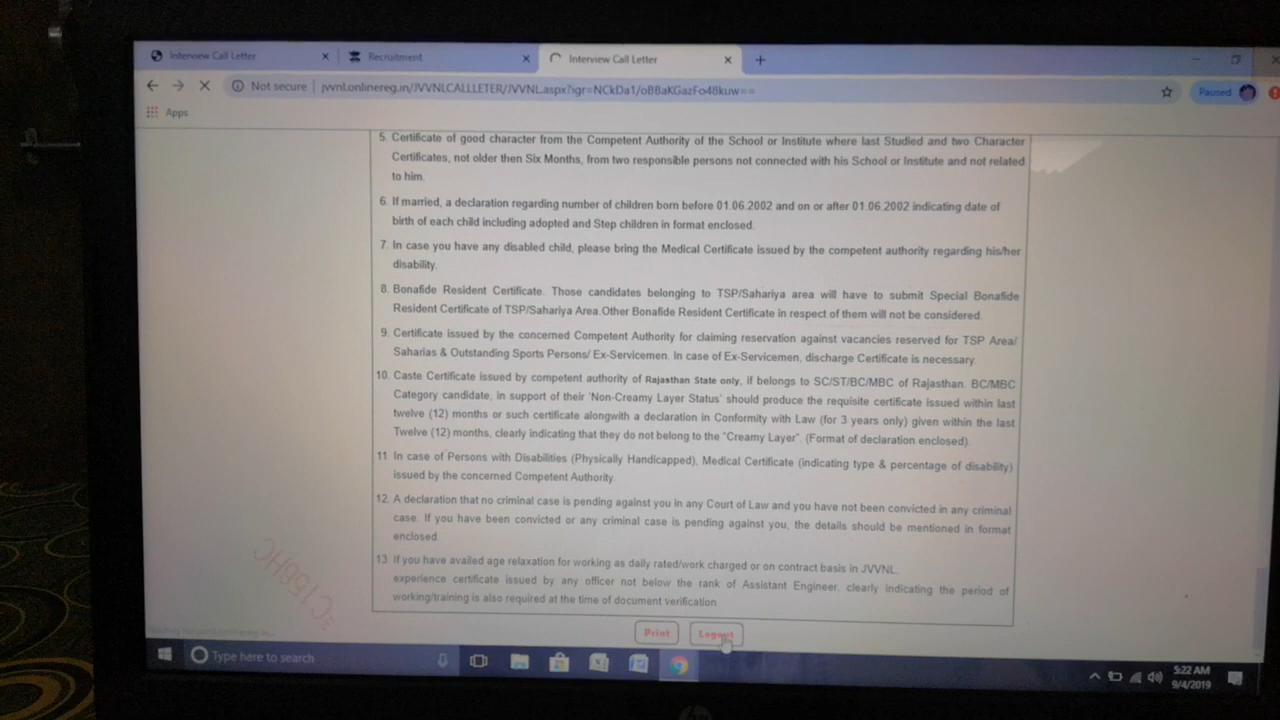 Interview Call Letter
Recruitment
Interview Call Letter
Not secure | jvvnl.onlinereg.in/JVVNLCALLLETER/JVVNL.aspx?igr=NCkDa1/oBBaKGazFo48kuw==
Paused
Apps
5. Certificate of good character from the Competent Authority of the School or Institute where last Studied and two Character
Certificates, not older then Six Months, from two responsible persons not connected with his School or Institute and not related
to him.
6. If married, a declaration regarding number of children born before 01.06.2002 and on or after 01.06.2002 indicating date of
birth of each child including adopted and Step children in format enclosed.
7. In case you have any disabled child, please bring the Medical Certificate issued by the competent authority regarding his/her
disability.
8. Bonafide Resident Certificate. Those candidates belonging to TSP/Sahariya area will have to submit Special Bonafide
Resident Certificate of TSP/Sahariya Area.Other Bonafide Resident Certificate in respect of them will not be considered.
9. Certificate issued by the concerned Competent Authority for claiming reservation against vacancies reserved for TSP Area/
Saharias & Outstanding Sports Persons/ Ex-Servicemen. In case of Ex-Servicemen, discharge Certificate is necessary.
10. Caste Certificate issued by competent authority of Rajasthan State only, if belongs to SC/ST/BC/MBC of Rajasthan. BC/MBC
Category candidate, in support of their 'Non-Creamy Layer Status' should produce the requisite certificate issued within last
twelve (12) months or such certificate alongwith a declaration in Conformity with Law (for 3 years only) given within the last
Twelve (12) months, clearly indicating that they do not belong to the "Creamy Layer". (Format of declaration enclosed).
11 In case of Persons with Disabilities (Physically Handicapped), Medical Certificate (indicating type & percentage of disability)
issued by the concerned Competent Authority.
12. A declaration that no criminal case is pending against you in any Court of Law and you have not been convicted in any criminal
case. If you have been convicted or any criminal case is pending against you, the details should be mentioned in format
enclosed.
13 If you have availed age relaxation for working as daily rated/work charged or on contract basis in JVVNL,
experience certificate issued by any officer not below the rank of Assistant Engineer, clearly indicating the period of
working/training is also required at the time of document verification.
Print Logout
Type here to search
5:22 AM
9/4/2019